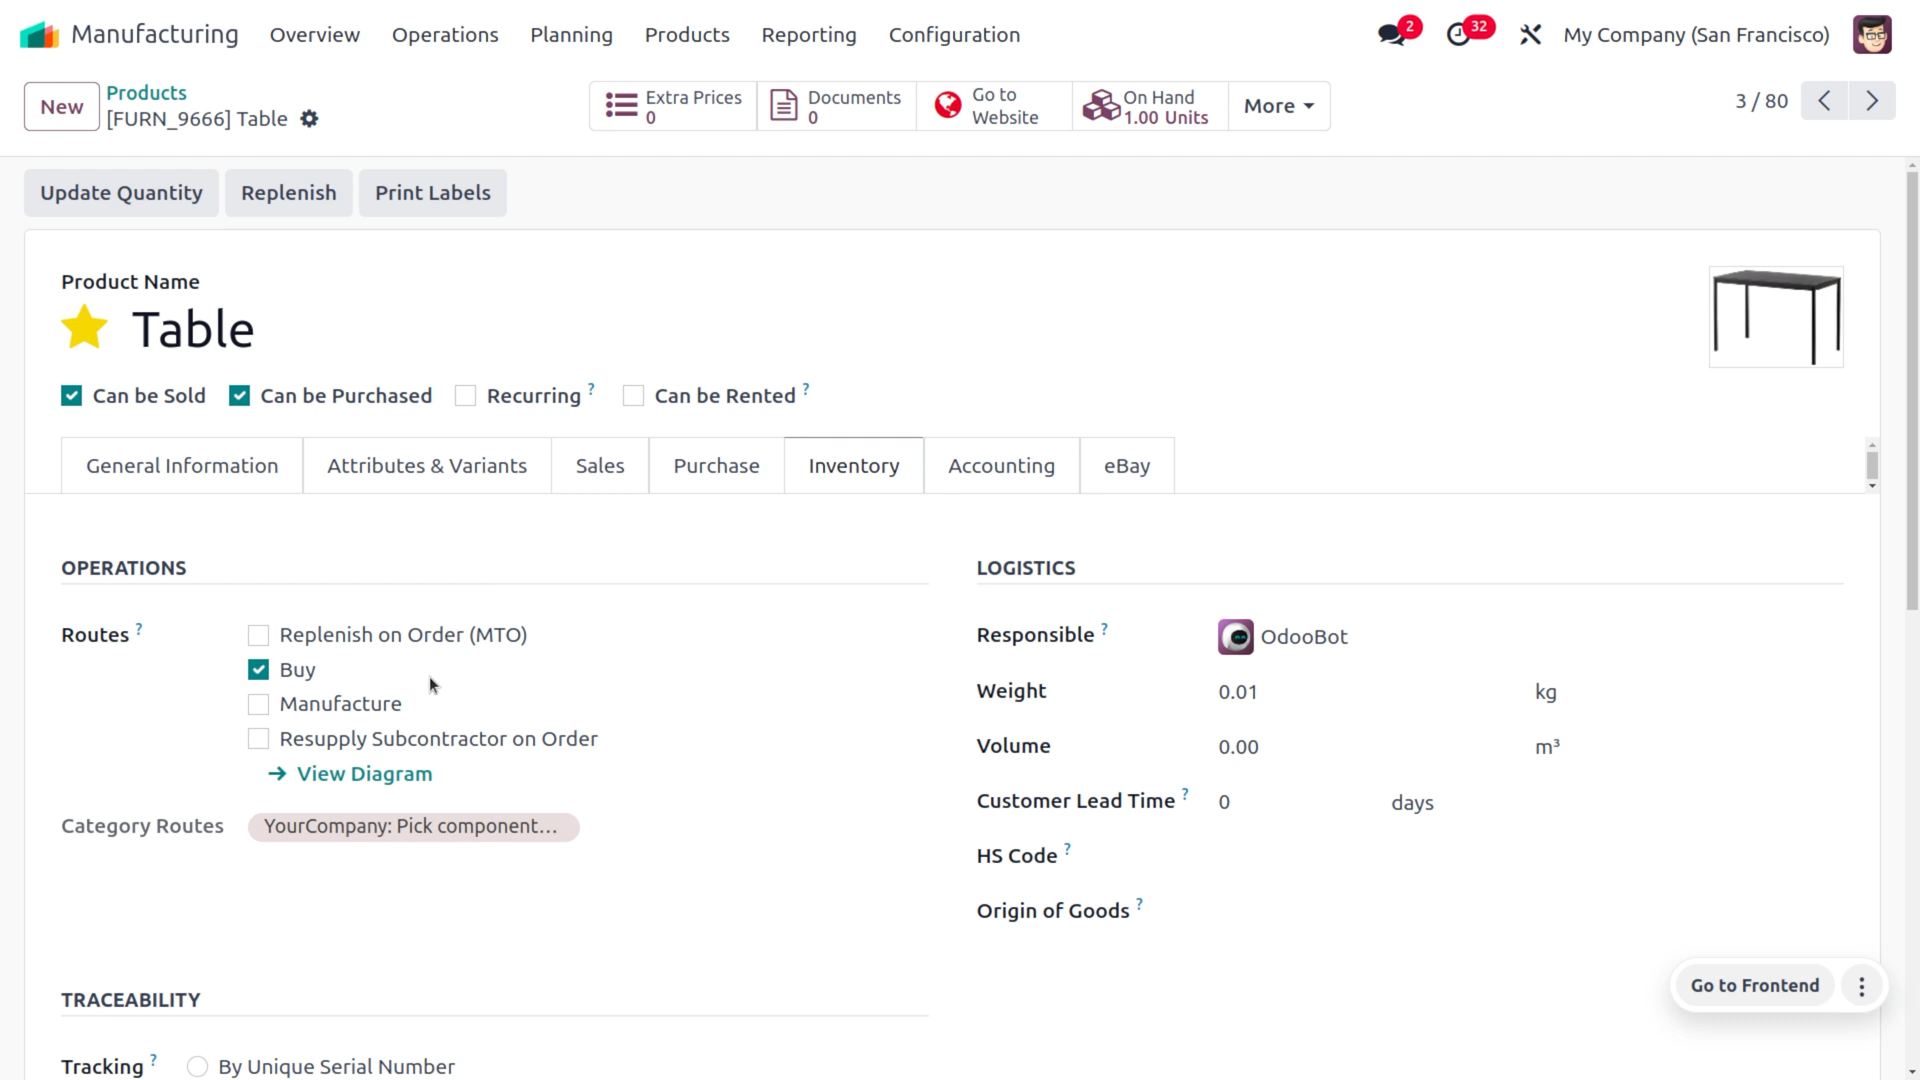 Manufacturing Overview Operations Planning Products Reporting Configuration 2 32 My Company (San Francisco)
New
Products
[FURN_9666] Table
Extra Prices
0
Documents
0
Go to
Website
On Hand
1.00 Units
More
3 / 80
Update Quantity Replenish Print Labels
Product Name
Table
Can be Sold Can be Purchased Recurring ? Can be Rented ?
General Information Attributes & Variants Sales Purchase Inventory Accounting eBay
OPERATIONS
Routes ? Replenish on Order (MTO)
Buy
Manufacture
Resupply Subcontractor on Order
→ View Diagram
Category Routes YourCompany: Pick component...
LOGISTICS
Responsible ? OdooBot
Weight 0.01 kg
Volume 0.00 m³
Customer Lead Time ? 0 days
HS Code ?
Origin of Goods ?
Go to Frontend
TRACEABILITY
Tracking ? By Unique Serial Number